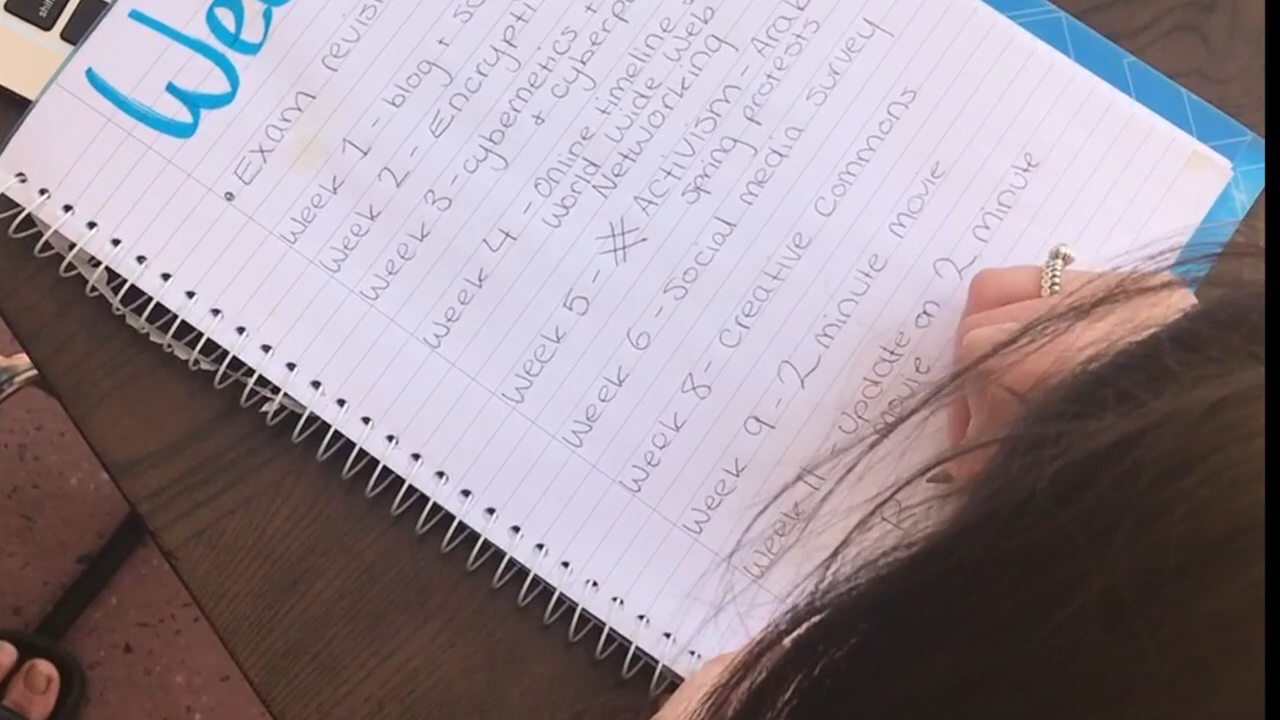 Wee
• Exam revisi
Week 1 - blog +
Week 2 - Encrypti
Week 3 - cybernetics +
+ cyberp
Week 4 - Online timeline
World Wide Web
Networking
Week 5 - Activism - Arab
Spring protests
Week 6 - Social media survey
Week 8 - Creative commons
Week 9 - 2 minute movie
Week 11 - Update on 2 minute
movie
shift